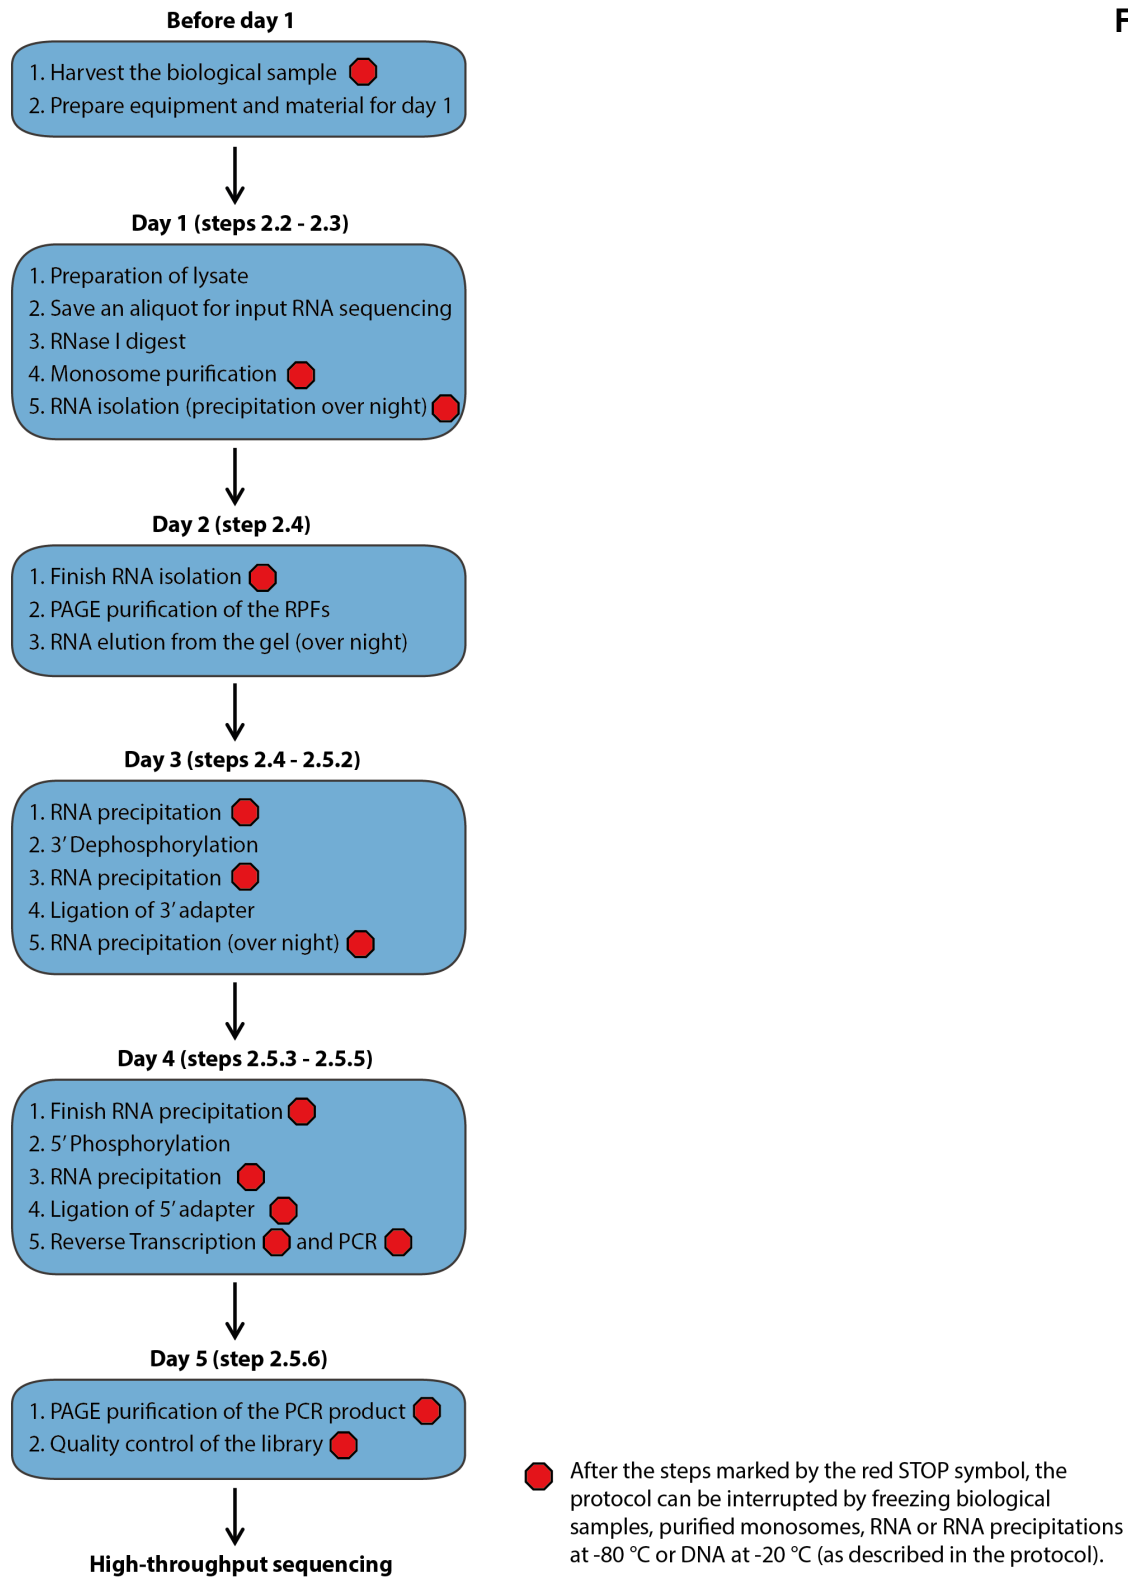 Before day 1
F
1. Harvest the biological sample
2. Prepare equipment and material for day 1
Day 1 (steps 2.2 - 2.3)
1. Preparation of lysate
2. Save an aliquot for input RNA sequencing
3. RNase I digest
4. Monosome purification
5. RNA isolation (precipitation over night)
Day 2 (step 2.4)
1. Finish RNA isolation
2. PAGE purification of the RPFs
3. RNA elution from the gel (over night)
Day 3 (steps 2.4 - 2.5.2)
1. RNA precipitation
2. 3’ Dephosphorylation
3. RNA precipitation
4. Ligation of 3’ adapter
5. RNA precipitation (over night)
Day 4 (steps 2.5.3 - 2.5.5)
1. Finish RNA precipitation
2. 5’ Phosphorylation
3. RNA precipitation
4. Ligation of 5’ adapter
5. Reverse Transcription and PCR
Day 5 (step 2.5.6)
1. PAGE purification of the PCR product
2. Quality control of the library
High-throughput sequencing
After the steps marked by the red STOP symbol, the
protocol can be interrupted by freezing biological
samples, purified monosomes, RNA or RNA precipitations
at -80 °C or DNA at -20 °C (as described in the protocol).